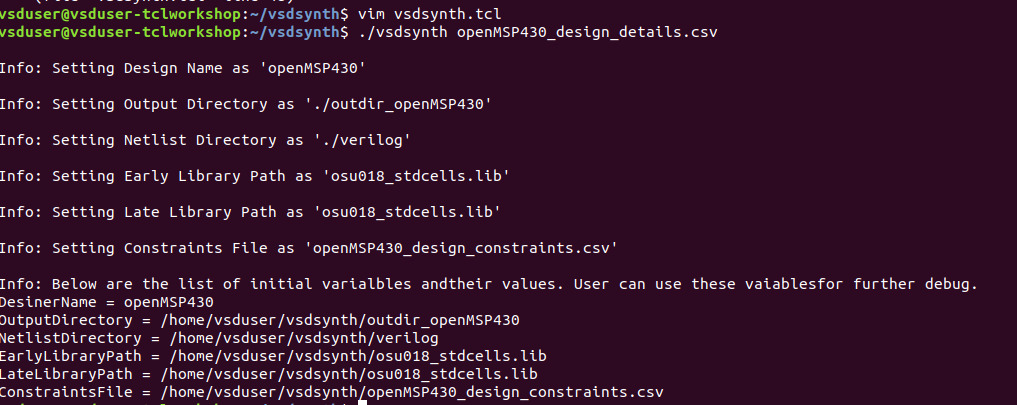 vsduser@vsduser-tclworkshop:~/vsdsynth$ vim vsdsynth.tcl
vsduser@vsduser-tclworkshop:~/vsdsynth$ ./vsdsynth openMSP430_design_details.csv
Info: Setting Design Name as 'openMSP430'
Info: Setting Output Directory as './outdir_openMSP430'
Info: Setting Netlist Directory as './verilog'
Info: Setting Early Library Path as 'osu018_stdcells.lib'
Info: Setting Late Library Path as 'osu018_stdcells.lib'
Info: Setting Constraints File as 'openMSP430_design_constraints.csv'
Info: Below are the list of initial varialbles andtheir values. User can use these vaiablesfor further debug.
DesinerName = openMSP430
OutputDirectory = /home/vsduser/vsdsynth/outdir_openMSP430
NetlistDirectory = /home/vsduser/vsdsynth/verilog
EarlyLibraryPath = /home/vsduser/vsdsynth/osu018_stdcells.lib
LateLibraryPath = /home/vsduser/vsdsynth/osu018_stdcells.lib
ConstraintsFile = /home/vsduser/vsdsynth/openMSP430_design_constraints.csv